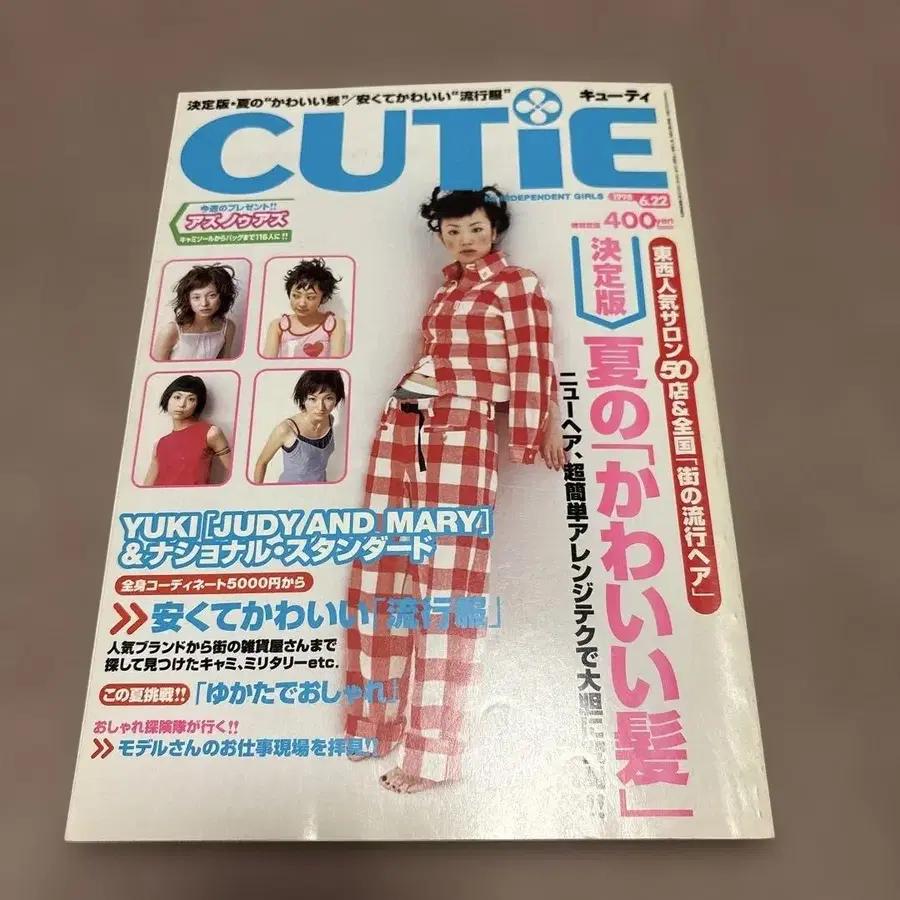 決定版・夏の"かわいい髪"/安くてかわいい"流行服"
キューティ
CUTiE
INDEPENDENT GIRLS
1998 6.22
特別定価 400
今週のプレゼント!!
アズノゥアズ
キャミソールからバッグまで116人に!!
東西人気サロン50店&全国「街の流行ヘア」
決定版
夏の「かわいい髪」
ニューヘア、超簡単アレンジテクで大
YUKI [JUDY AND MARY]
&ナショナル・スタンダード
全身コーディネート5000円から
安くてかわいい「流行服」
人気ブランドから街の雑貨屋さんまで
探して見つけたキャミ、ミリタリーetc.
この夏挑戦!! 「ゆかたでおしゃれ」
おしゃれ探険隊が行く!!
モデルさんのお仕事現場を拝見!!